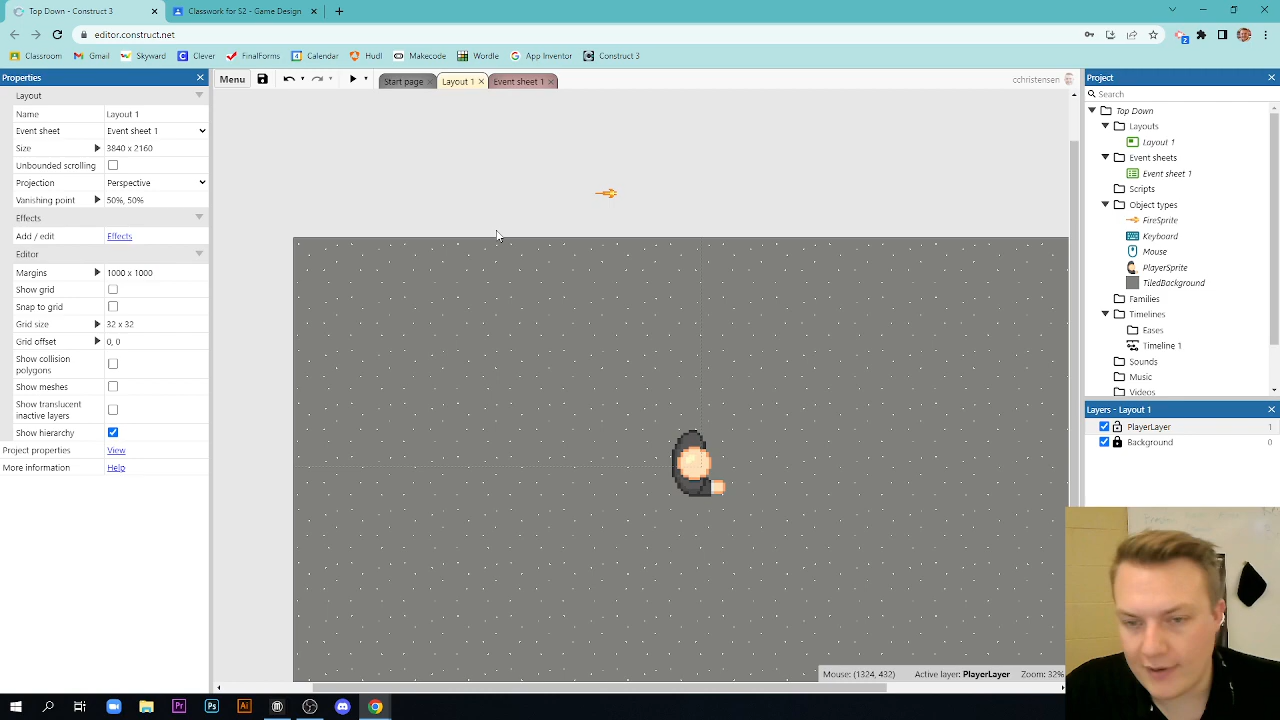 Top Down - Construct 3
Classwork for S2 - Game Design
editor.construct.net
Classroom
Gmail
Skyward
Clever
FinalForms
Calendar
Hudl
Makecode
Wordle
App Inventor
Construct 3
Properties
Menu
Start page
Layout 1
Event sheet 1
cchristensen
Project
Layout
Name
Layout 1
Event sheet
Event sheet 1
Size
3840 x 2160
Unbounded scrolling
Projection
Perspective
Vanishing point
50%, 50%
Effects
Add / edit
Effects
Editor
Margins
1000 x 1000
Show grid
Snap to grid
Grid size
32 x 32
Grid offset
0, 0
Show collision
polygons
Show meshes
Show translucent
inactive layers
Show hierarchy
Project properties
View
More information
Help
Search
Top Down
Layouts
Layout 1
Event sheets
Event sheet 1
Scripts
Object types
FireSprite
Keyboard
Mouse
PlayerSprite
TiledBackground
Families
Timelines
Eases
Timeline 1
Sounds
Music
Videos
Layers - Layout 1
PlayerLayer
1
Background
0
Mouse: (1324, 432)
Active layer: PlayerLayer
Zoom: 32%